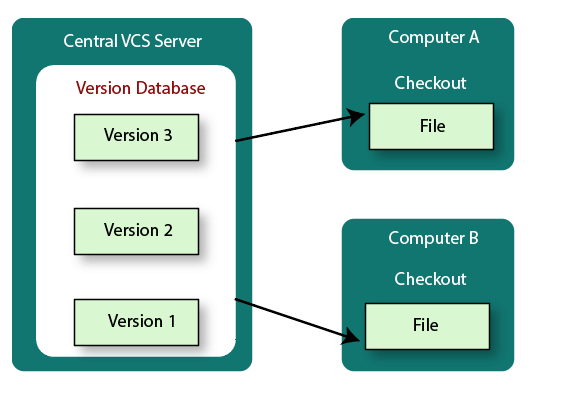 Central VCS Server
Version Database
Version 3
Version 2
Version 1
Computer A
Checkout
File
Computer B
Checkout
File